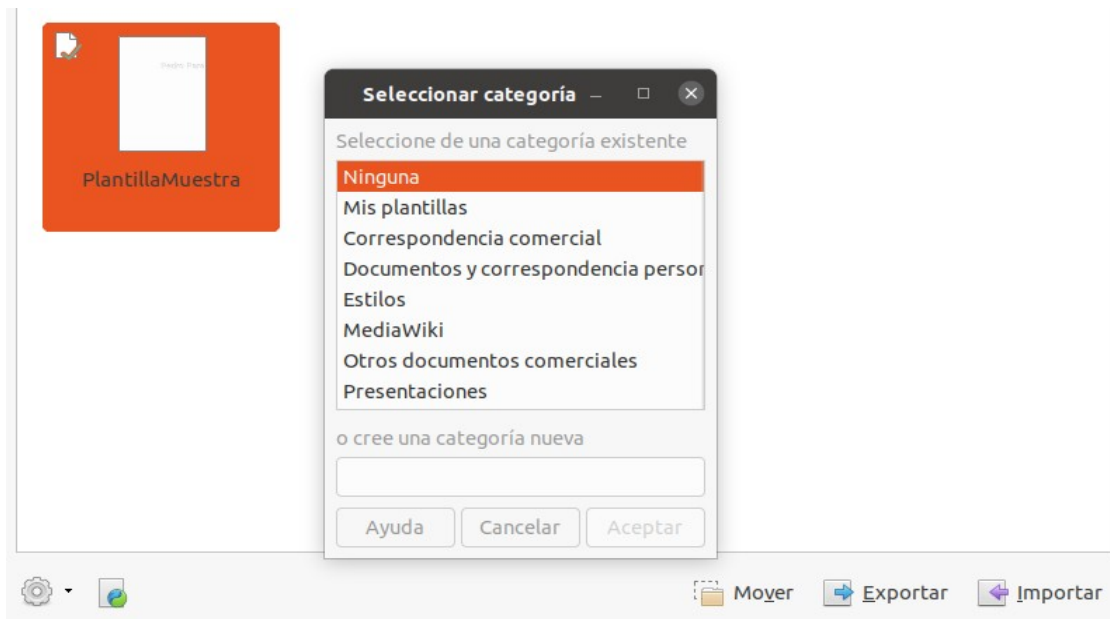 PlantillaMuestra
Seleccionar categoría
Seleccione de una categoría existente
Ninguna
Mis plantillas
Correspondencia comercial
Documentos y correspondencia person
Estilos
MediaWiki
Otros documentos comerciales
Presentaciones
o cree una categoría nueva
Ayuda Cancelar Aceptar
Mover Exportar Importar